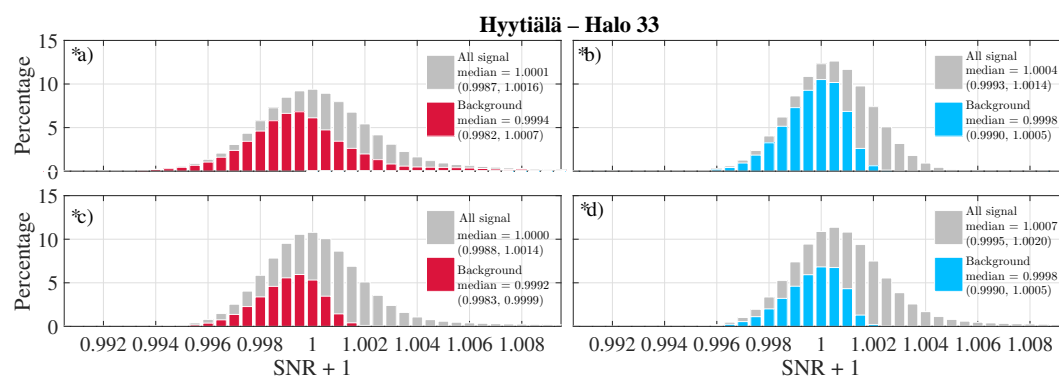 Hyytiälä – Halo 33
*a)
All signal
median = 1.0001
(0.9987, 1.0016)
Background
median = 0.9994
(0.9982, 1.0007)
15
10
5
0
Percentage
*b)
All signal
median = 1.0004
(0.9993, 1.0014)
Background
median = 0.9998
(0.9990, 1.0005)
*c)
All signal
median = 1.0000
(0.9988, 1.0014)
Background
median = 0.9992
(0.9983, 0.9999)
15
10
5
0
Percentage
0.992 0.994 0.996 0.998 1 1.002 1.004 1.006 1.008
SNR + 1
*d)
All signal
median = 1.0007
(0.9995, 1.0020)
Background
median = 0.9998
(0.9990, 1.0005)
0.992 0.994 0.996 0.998 1 1.002 1.004 1.006 1.008
SNR + 1